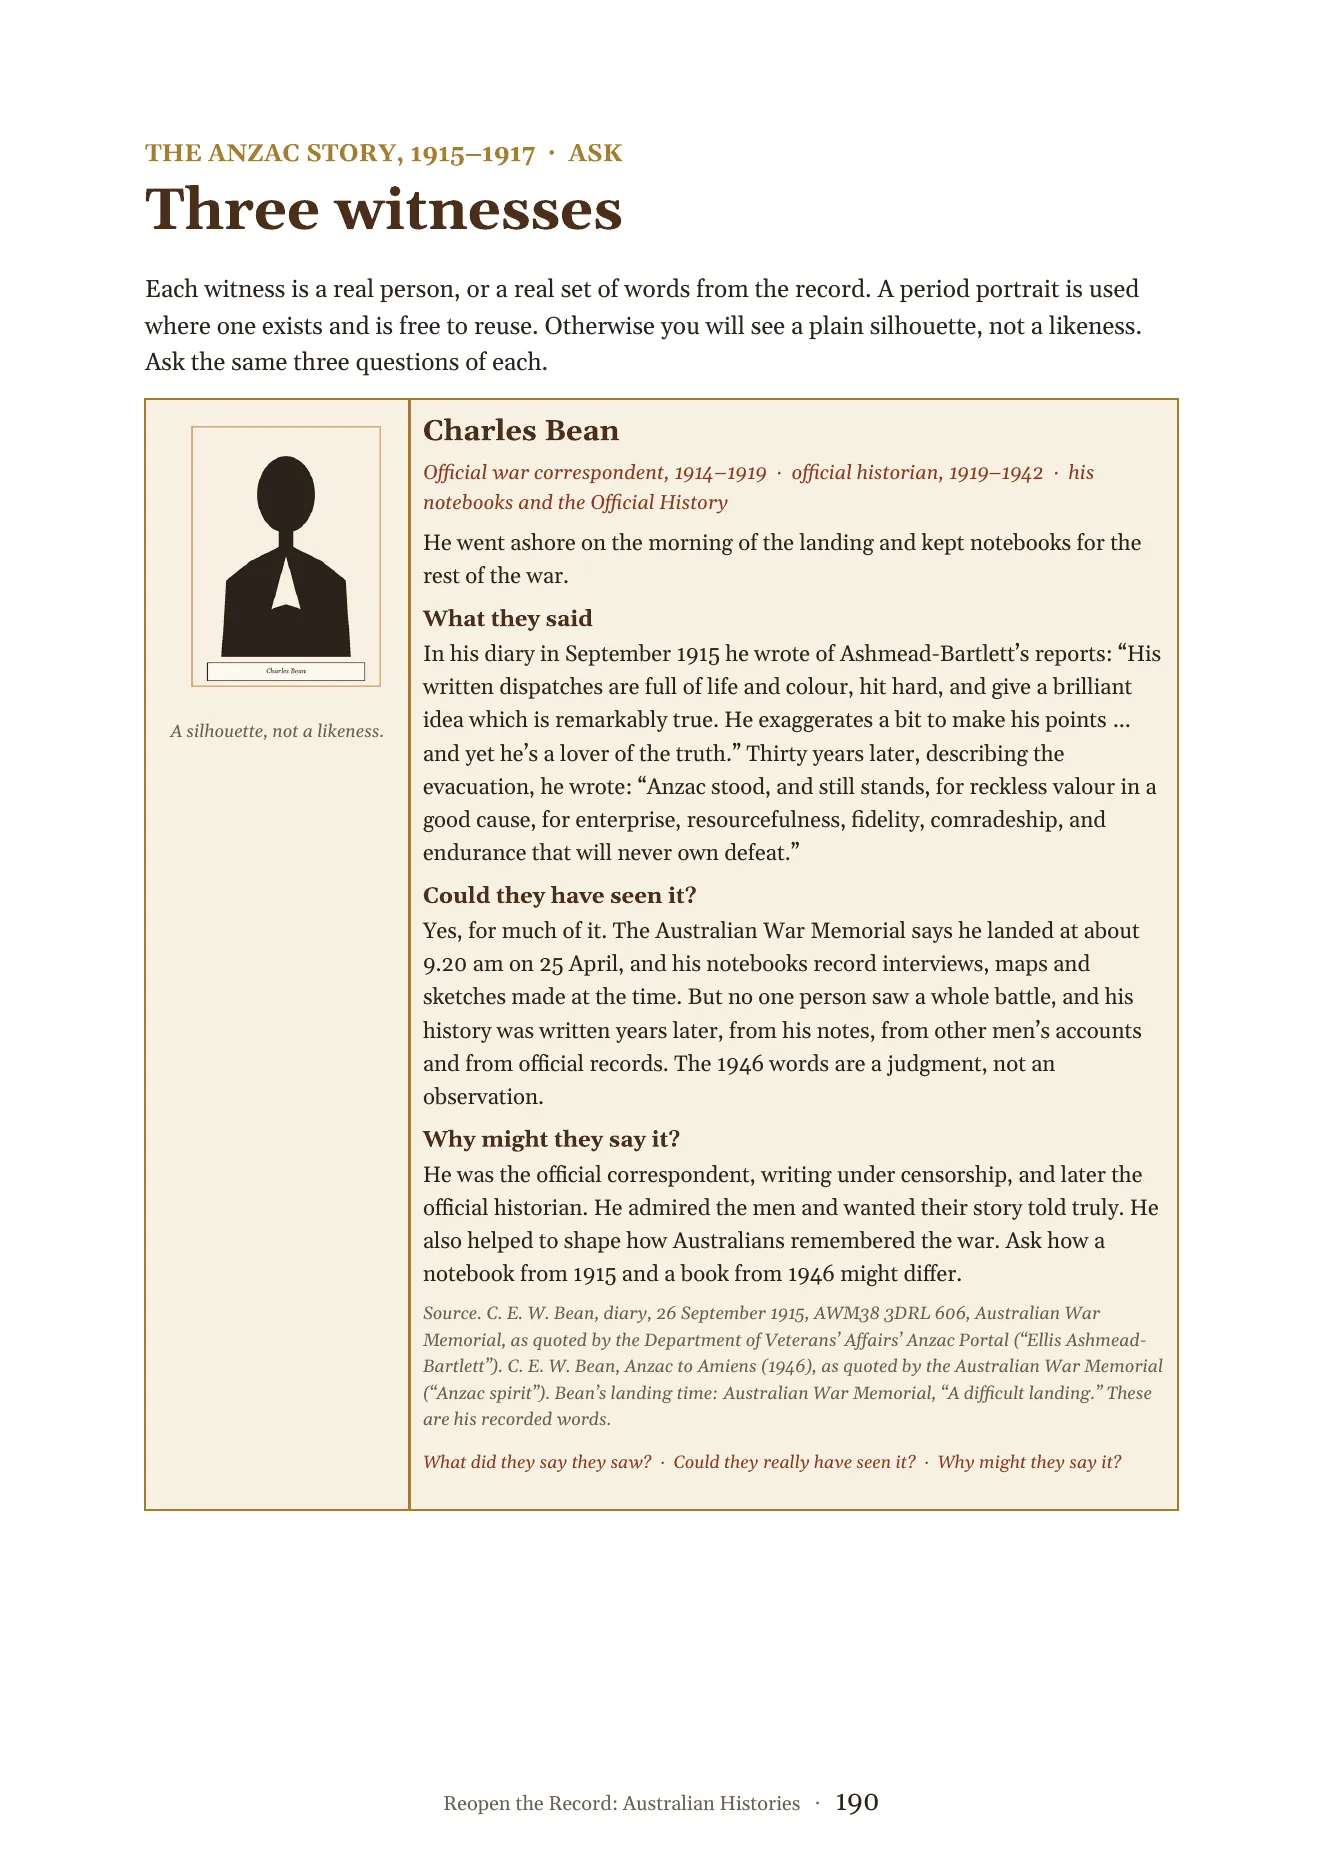 THE ANZAC STORY, 1915–1917 · ASK
Three witnesses
Each witness is a real person, or a real set of words from the record. A period portrait is used
where one exists and is free to reuse. Otherwise you will see a plain silhouette, not a likeness.
Ask the same three questions of each.
Charles Bean
A silhouette, not a likeness.
Charles Bean
Official war correspondent, 1914–1919 · official historian, 1919–1942 · his
notebooks and the Official History
He went ashore on the morning of the landing and kept notebooks for the
rest of the war.
What they said
In his diary in September 1915 he wrote of Ashmead-Bartlett’s reports: “His
written dispatches are full of life and colour, hit hard, and give a brilliant
idea which is remarkably true. He exaggerates a bit to make his points ...
and yet he’s a lover of the truth.” Thirty years later, describing the
evacuation, he wrote: “Anzac stood, and still stands, for reckless valour in a
good cause, for enterprise, resourcefulness, fidelity, comradeship, and
endurance that will never own defeat.”
Could they have seen it?
Yes, for much of it. The Australian War Memorial says he landed at about
9.20 am on 25 April, and his notebooks record interviews, maps and
sketches made at the time. But no one person saw a whole battle, and his
history was written years later, from his notes, from other men’s accounts
and from official records. The 1946 words are a judgment, not an
observation.
Why might they say it?
He was the official correspondent, writing under censorship, and later the
official historian. He admired the men and wanted their story told truly. He
also helped to shape how Australians remembered the war. Ask how a
notebook from 1915 and a book from 1946 might differ.
Source. C. E. W. Bean, diary, 26 September 1915, AWM38 3DRL 606, Australian War
Memorial, as quoted by the Department of Veterans’ Affairs’ Anzac Portal (“Ellis Ashmead-
Bartlett”). C. E. W. Bean, Anzac to Amiens (1946), as quoted by the Australian War Memorial
(“Anzac spirit”). Bean’s landing time: Australian War Memorial, “A difficult landing.” These
are his recorded words.
What did they say they saw? · Could they really have seen it? · Why might they say it?
Reopen the Record: Australian Histories · 190